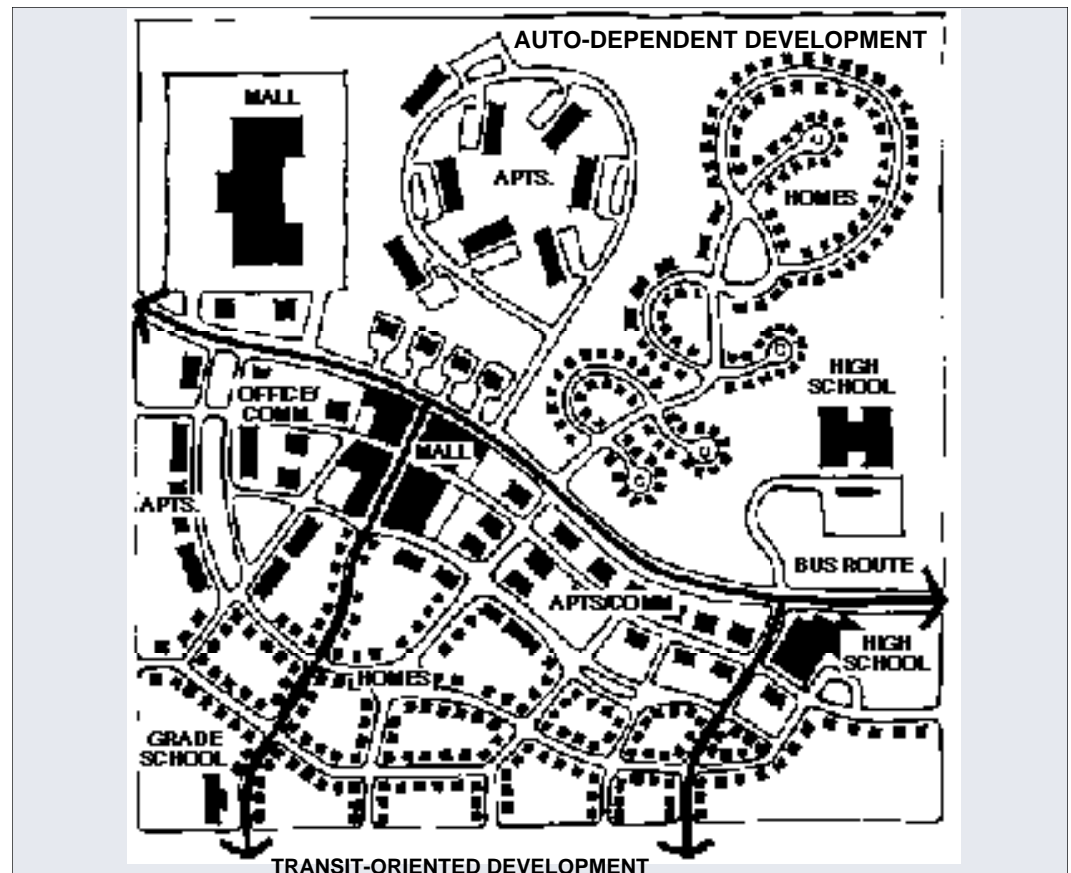 AUTO-DEPENDENT DEVELOPMENT
MALL
APTS.
HOMES
HIGH
SCHOOL
OFFICE/
COMM.
MALL
APTS.
BUS ROUTE
APTS/COMM.
HIGH
SCHOOL
HOMES
GRADE
SCHOOL
TRANSIT-ORIENTED DEVELOPMENT